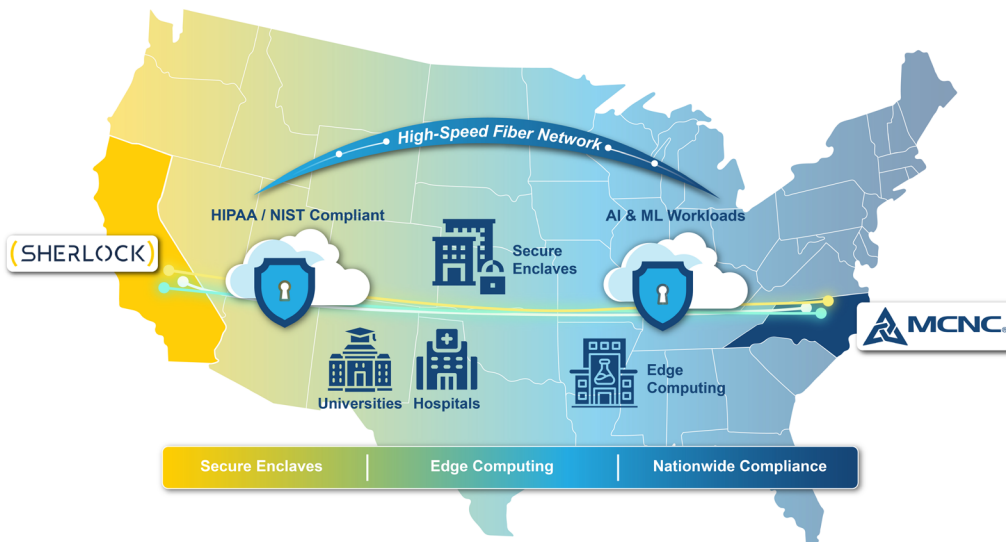 High-Speed Fiber Network
HIPAA / NIST Compliant
AI & ML Workloads
(SHERLOCK)
Secure
Enclaves
MCNC®
Edge
Computing
Universities
Hospitals
Secure Enclaves | Edge Computing | Nationwide Compliance